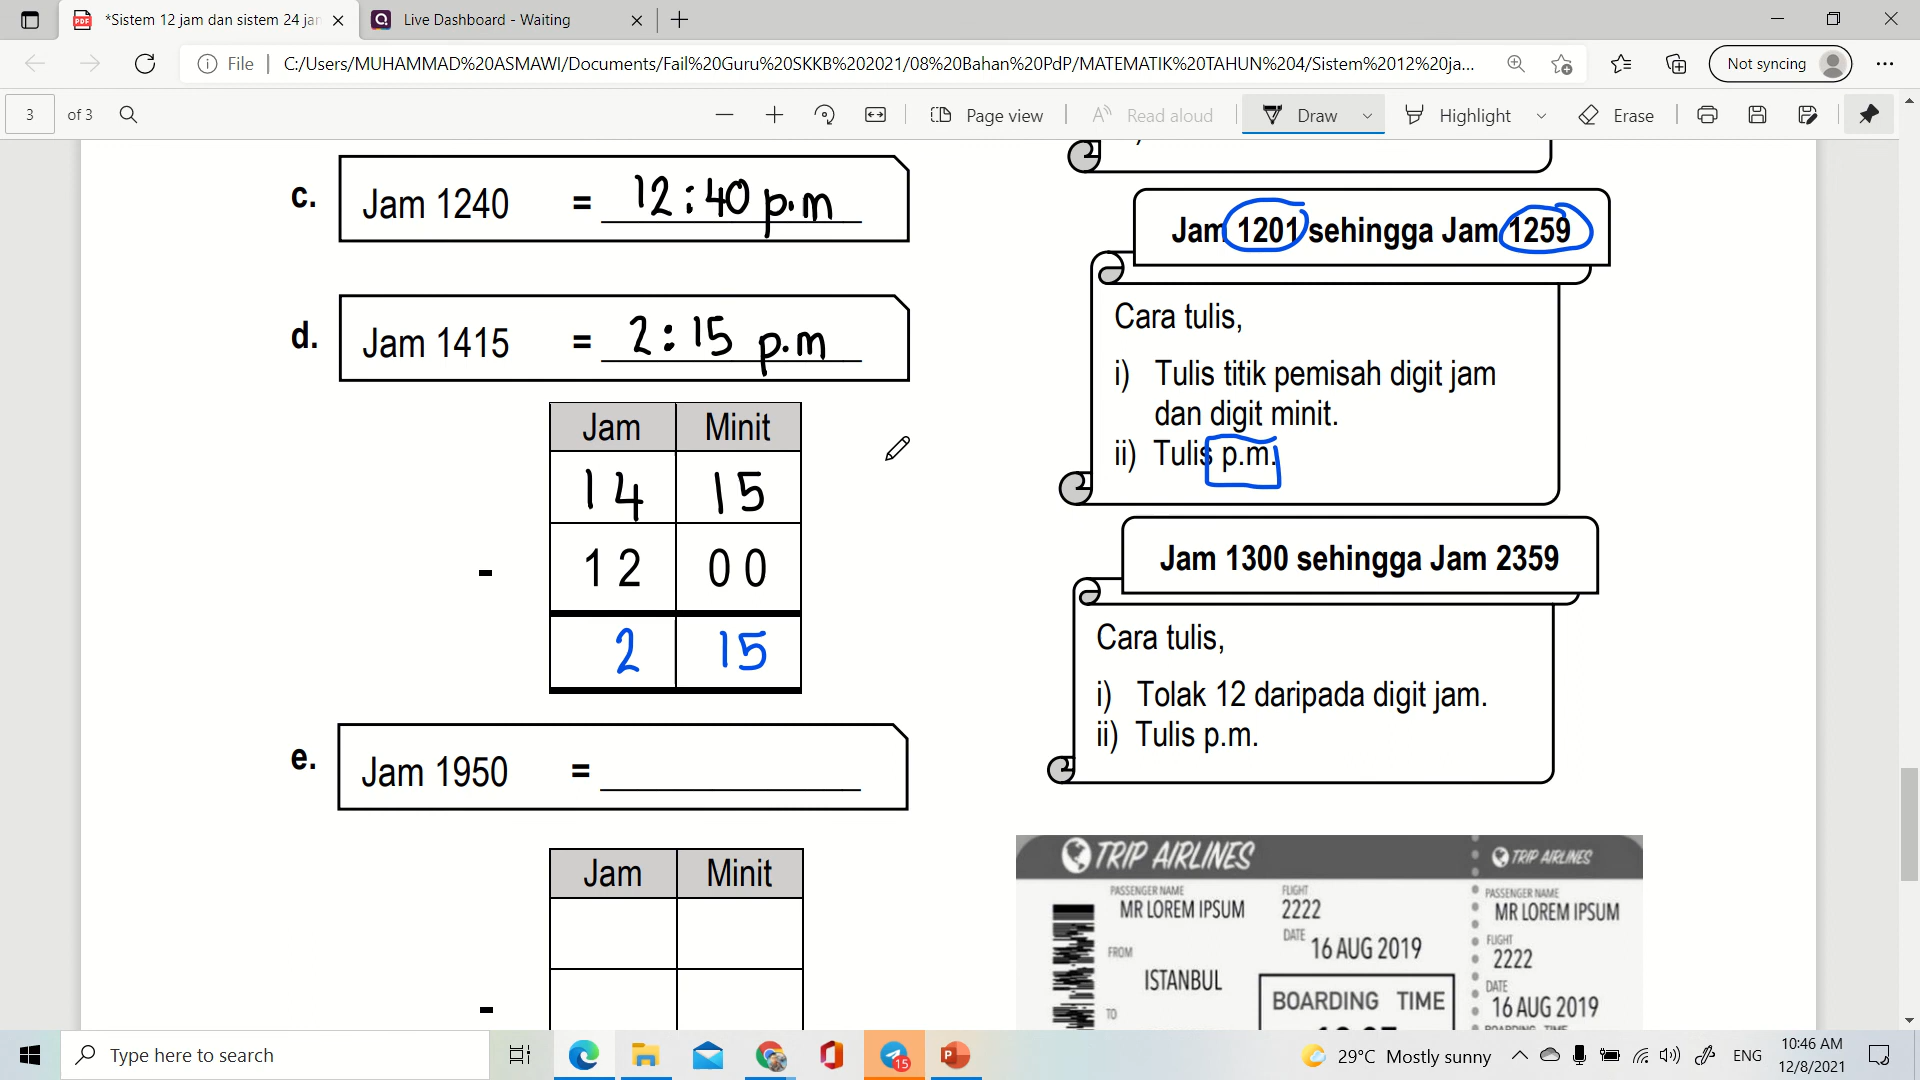 *Sistem 12 jam dan sistem 24 jar
Live Dashboard - Waiting
File
C:/Users/MUHAMMAD%20ASMAWI/Documents/Fail%20Guru%20SKKB%202021/08%20Bahan%20PdP/MATEMATIK%20TAHUN%204/Sistem%2012%20ja...
Not syncing
3 of 3
Page view
Read aloud
Draw
Highlight
Erase
c. Jam 1240 = 12:40 p.m
d. Jam 1415 = 2:15 p.m
Jam Minit
14 15
- 12 00
2 15
e. Jam 1950 = ____________
Jam Minit
-
Jam 1201 sehingga Jam 1259
Cara tulis,
i) Tulis titik pemisah digit jam
dan digit minit.
ii) Tulis p.m.
Jam 1300 sehingga Jam 2359
Cara tulis,
i) Tolak 12 daripada digit jam.
ii) Tulis p.m.
TRIP AIRLINES
TRIP AIRLINES
PASSENGER NAME
MR LOREM IPSUM
FLIGHT
2222
DATE
16 AUG 2019
FROM
ISTANBUL
TO
BOARDING TIME
PASSENGER NAME
MR LOREM IPSUM
FLIGHT
2222
DATE
16 AUG 2019
BOARDING TIME
Type here to search
15
29°C Mostly sunny
ENG
10:46 AM
12/8/2021